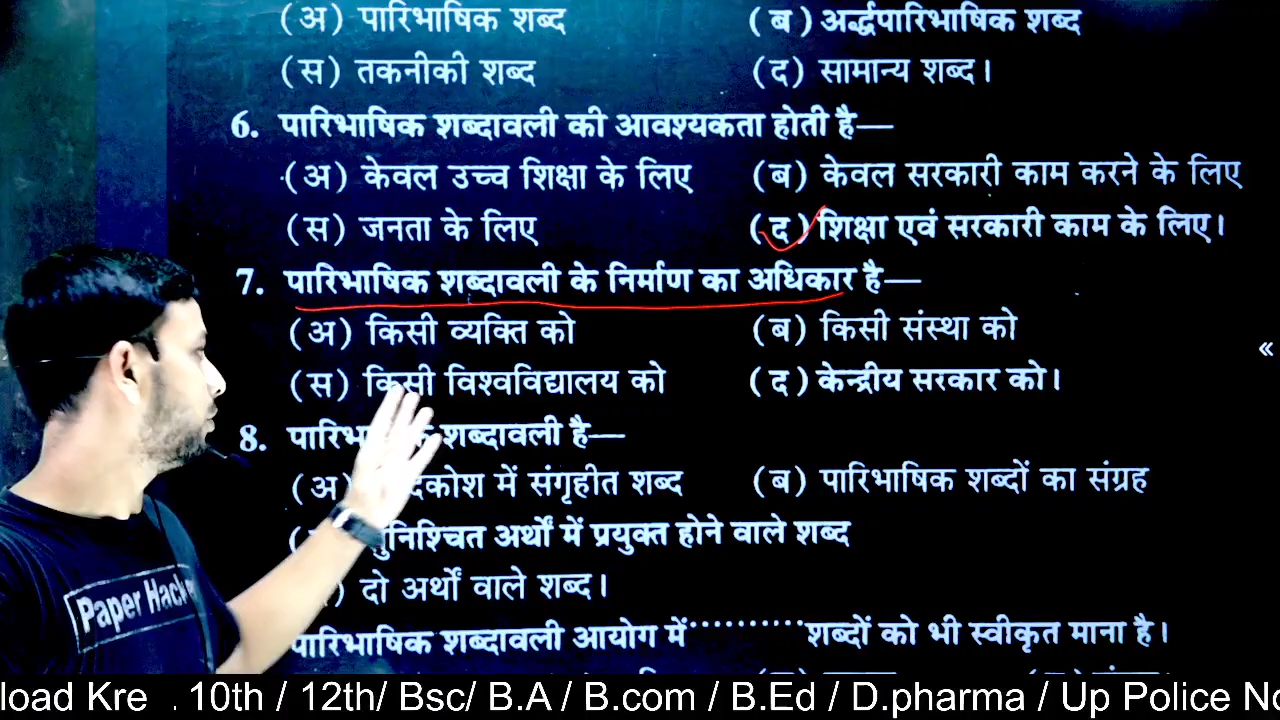 (अ) पारिभाषिक शब्द (ब) अर्द्धपारिभाषिक शब्द
(स) तकनीकी शब्द (द) सामान्य शब्द।
6. पारिभाषिक शब्दावली की आवश्यकता होती है—
(अ) केवल उच्च शिक्षा के लिए (ब) केवल सरकारी काम करने के लिए
(स) जनता के लिए (द) शिक्षा एवं सरकारी काम के लिए।
7. पारिभाषिक शब्दावली के निर्माण का अधिकार है—
(अ) किसी व्यक्ति को (ब) किसी संस्था को
(स) किसी विश्वविद्यालय को (द) केन्द्रीय सरकार को।
«
8. शब्दावली है—
(अ) में संगृहीत शब्द (ब) पारिभाषिक शब्दों का संग्रह
अर्थों में प्रयुक्त होने वाले शब्द
) दो अर्थों वाले शब्द।
पारिभाषिक शब्दावली आयोग में.......... शब्दों को भी स्वीकृत माना है।
Paper Hack
load Kre . 10th / 12th/ Bsc/ B.A / B.com / B.Ed / D.pharma / Up Police No